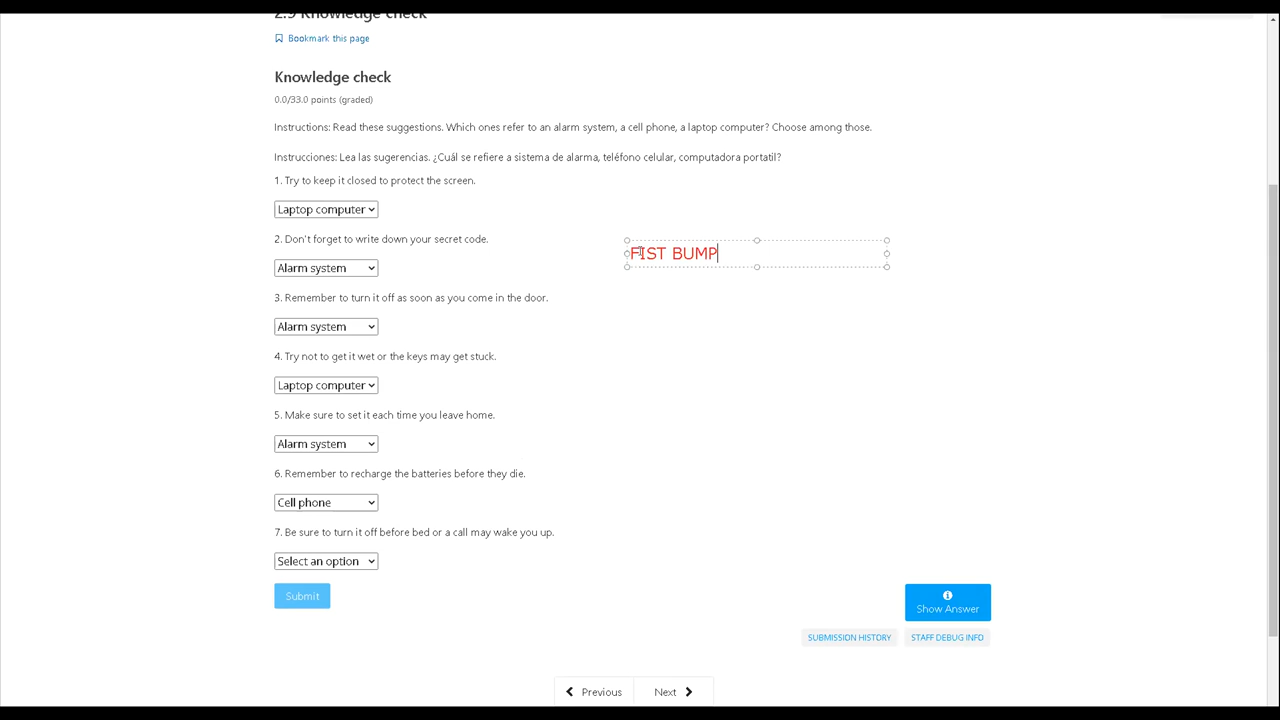 2.9 Knowledge check
Bookmark this page
Knowledge check
0.0/33.0 points (graded)
Instructions: Read these suggestions. Which ones refer to an alarm system, a cell phone, a laptop computer? Choose among those.
Instrucciones: Lea las sugerencias. ¿Cuál se refiere a sistema de alarma, teléfono celular, computadora portatil?
1. Try to keep it closed to protect the screen.
Laptop computer
2. Don't forget to write down your secret code.
FIST BUMP
Alarm system
3. Remember to turn it off as soon as you come in the door.
Alarm system
4. Try not to get it wet or the keys may get stuck.
Laptop computer
5. Make sure to set it each time you leave home.
Alarm system
6. Remember to recharge the batteries before they die.
Cell phone
7. Be sure to turn it off before bed or a call may wake you up.
Select an option
Submit
Show Answer
SUBMISSION HISTORY
STAFF DEBUG INFO
Previous
Next